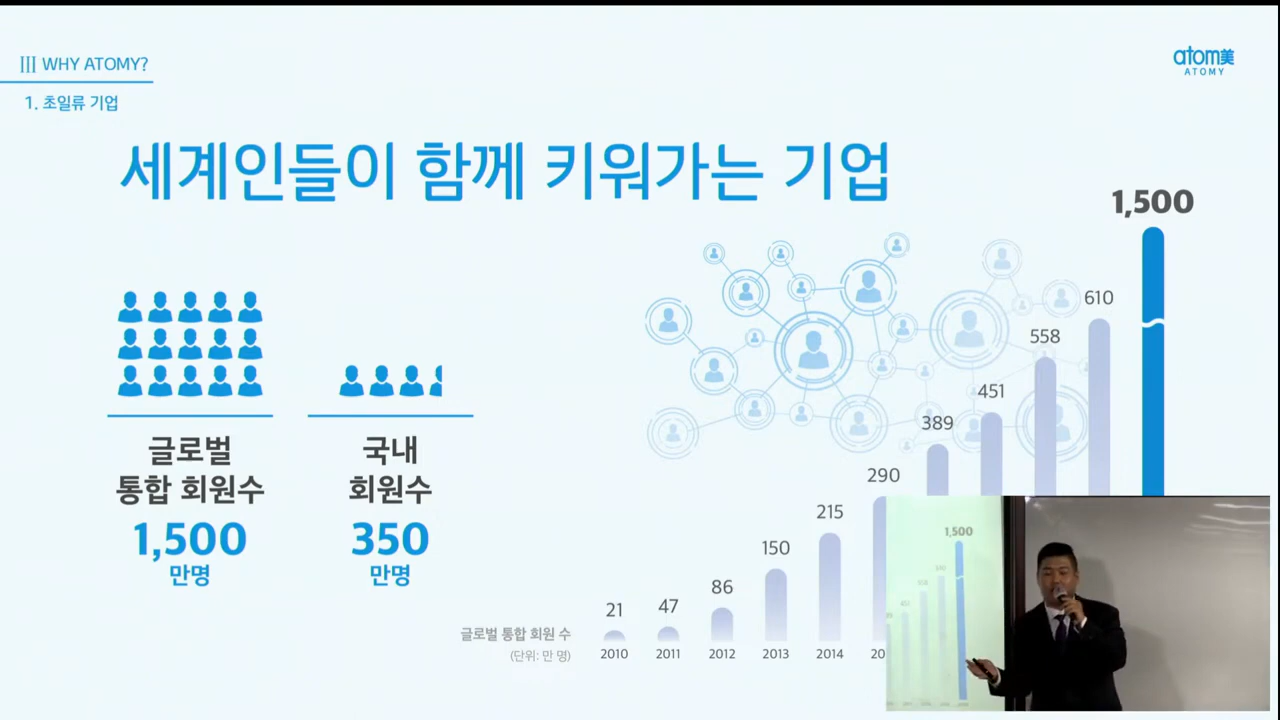 III WHY ATOMY?
1. 초일류 기업
atom美
ATOMY
세계인들이 함께 키워가는 기업
글로벌
통합 회원수
1,500
만명
국내
회원수
350
만명
1,500
610
558
451
389
290
215
150
86
47
21
글로벌 통합 회원 수
(단위: 만 명)
2010
2011
2012
2013
2014
20
1,500